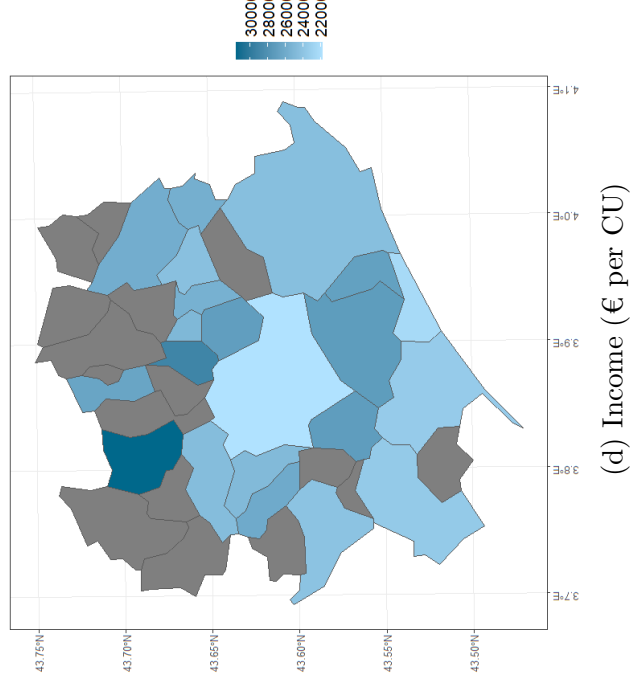 30000
28000
26000
24000
22000
43.75°N
43.70°N
43.65°N
43.60°N
43.55°N
43.50°N
3.7°E
3.8°E
3.9°E
4.0°E
4.1°E
(d) Income (€ per CU)